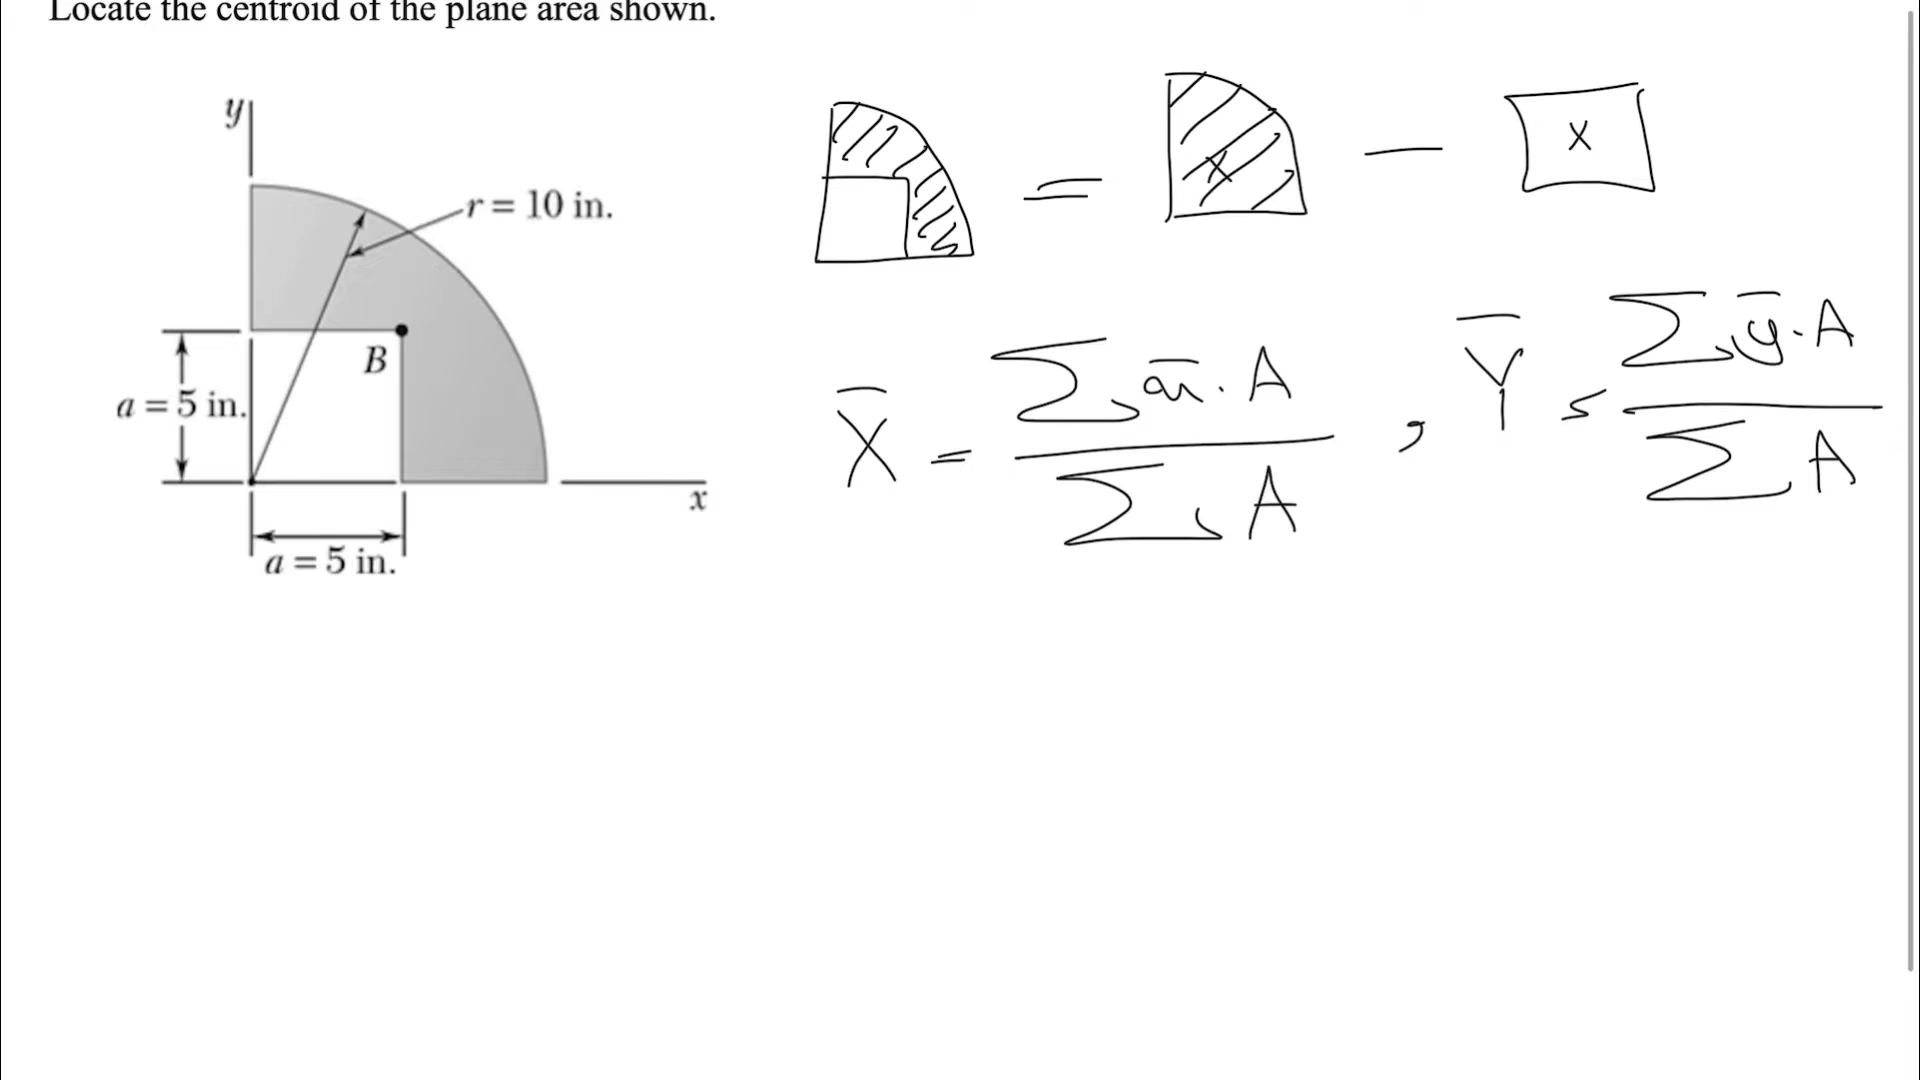 Locate the centroid of the plane area shown.
y
r = 10 in.
B
a = 5 in.
x
a = 5 in.
= — x
X̄ = Σ x̄ · A / Σ A , Ȳ = Σ ȳ · A / Σ A